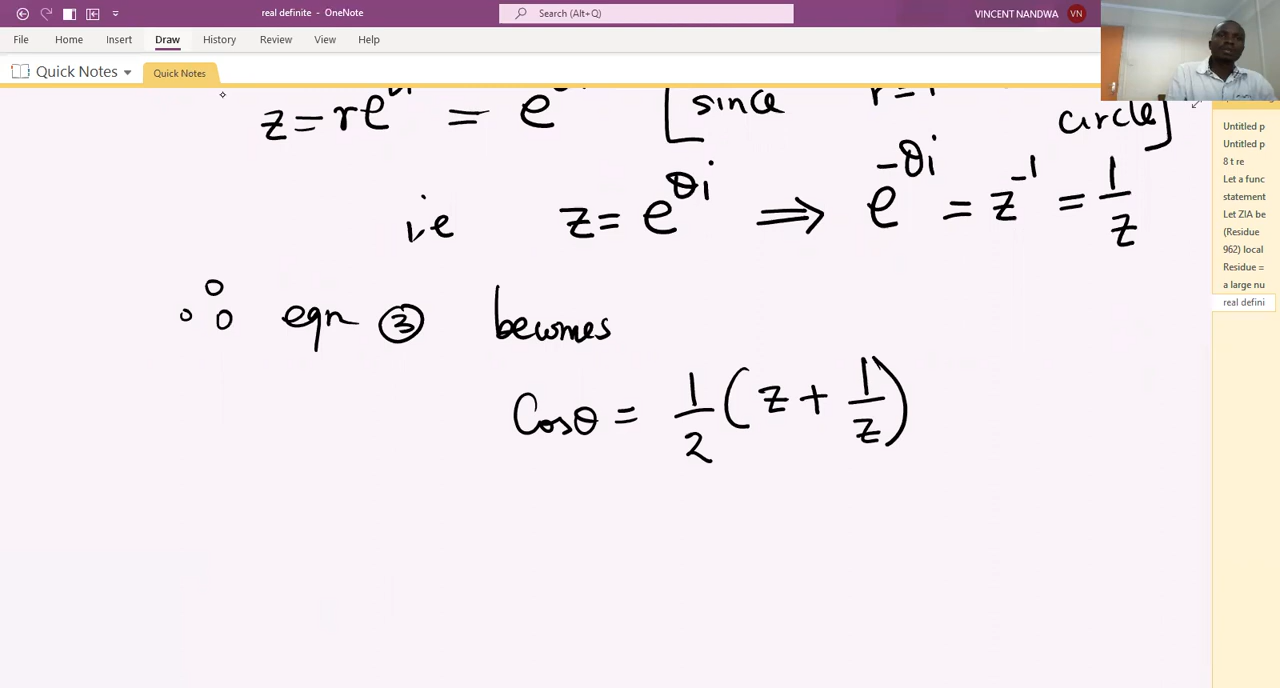 real definite - OneNote
Search (Alt+Q)
VINCENT NANDWA VN
File Home Insert Draw History Review View Help
Quick Notes
Quick Notes
z = re = e [since r=1 circle]
ie z = e^{θi} ⟹ e^{-θi} = z^{-1} = 1/z
∴ eqn ③ becomes
Cosθ = 1/2 (z + 1/z)
Untitled p
Untitled p
8 t re
Let a func
statement
Let ZIA be
(Residue
962) local
Residue =
a large nu
real defini